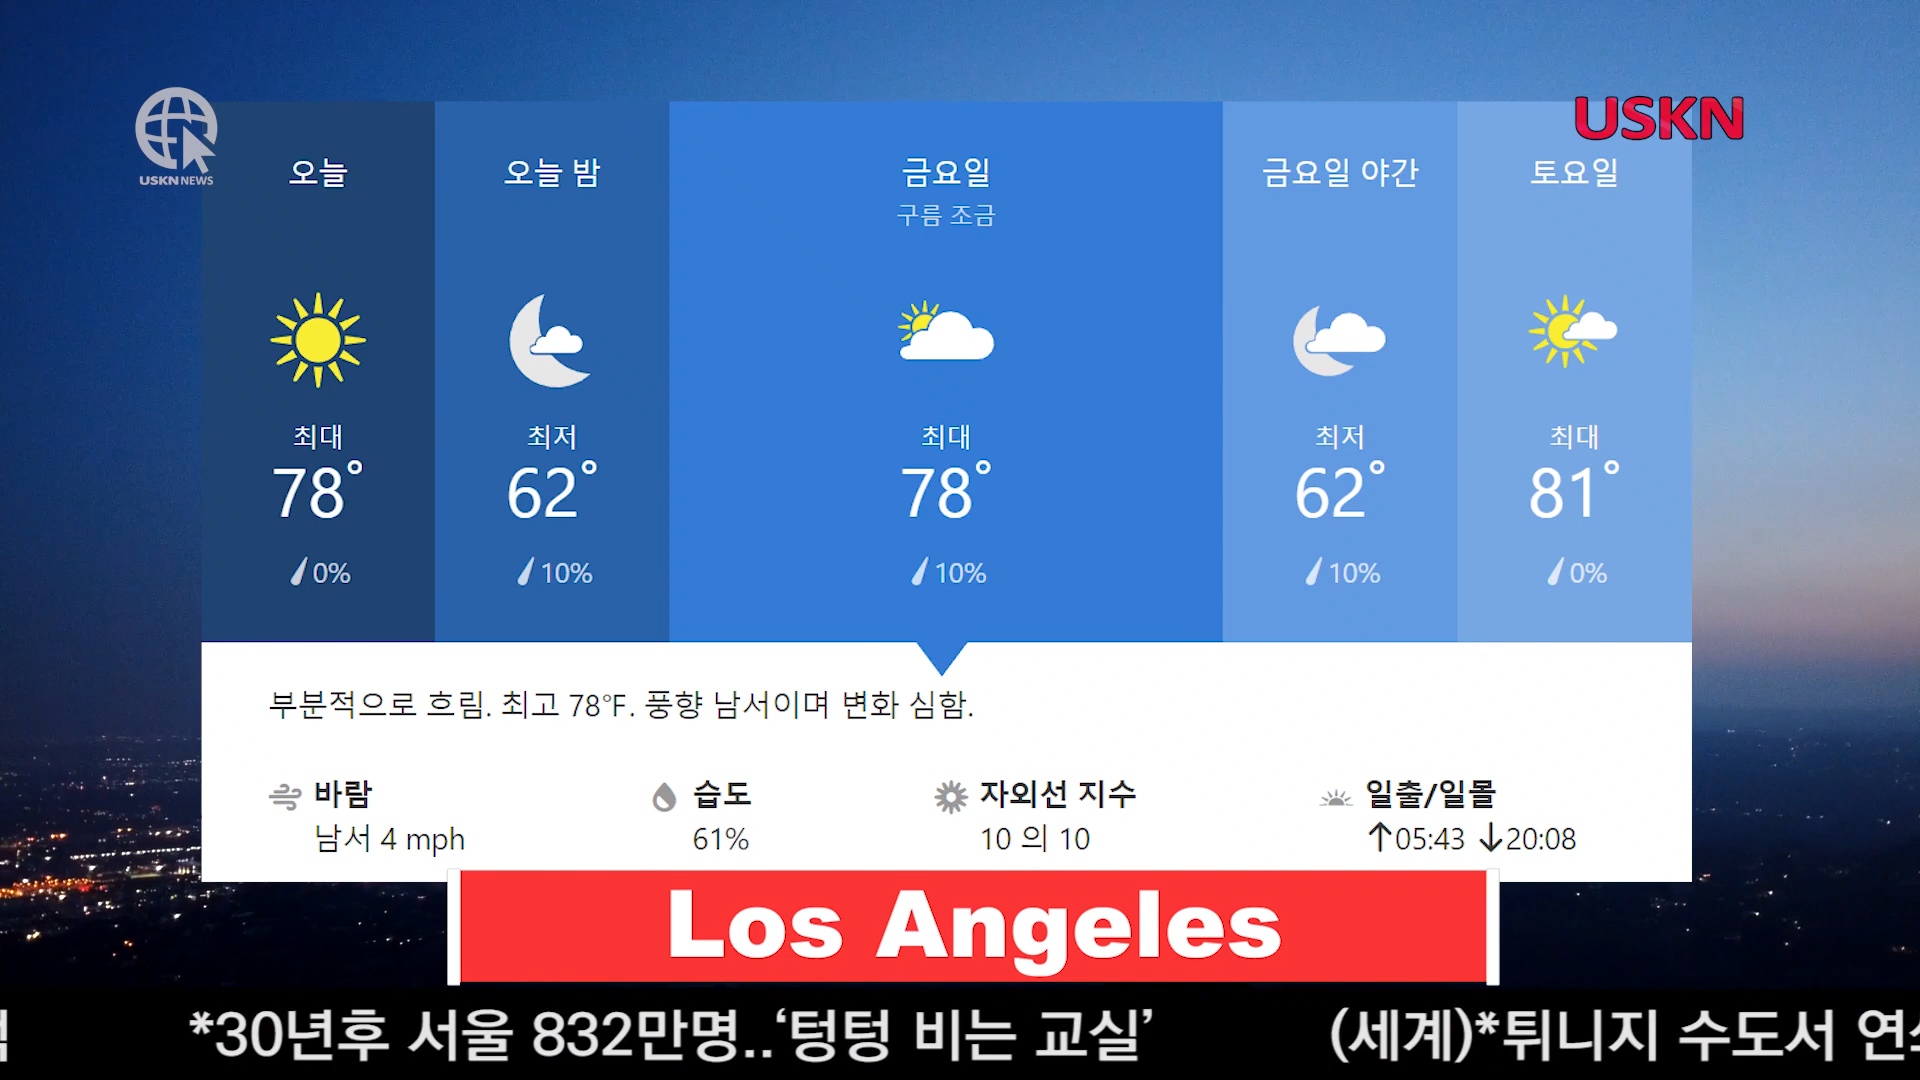 USKN NEWS
USKN
오늘
오늘 밤
금요일
구름 조금
금요일 야간
토요일
최대
78°
0%
최저
62°
10%
최대
78°
10%
최저
62°
10%
최대
81°
0%
부분적으로 흐림. 최고 78°F. 풍향 남서이며 변화 심함.
바람
남서 4 mph
습도
61%
자외선 지수
10 의 10
일출/일몰
↑05:43 ↓20:08
Los Angeles
*30년후 서울 832만명..‘텅텅 비는 교실’ (세계)*튀니지 수도서